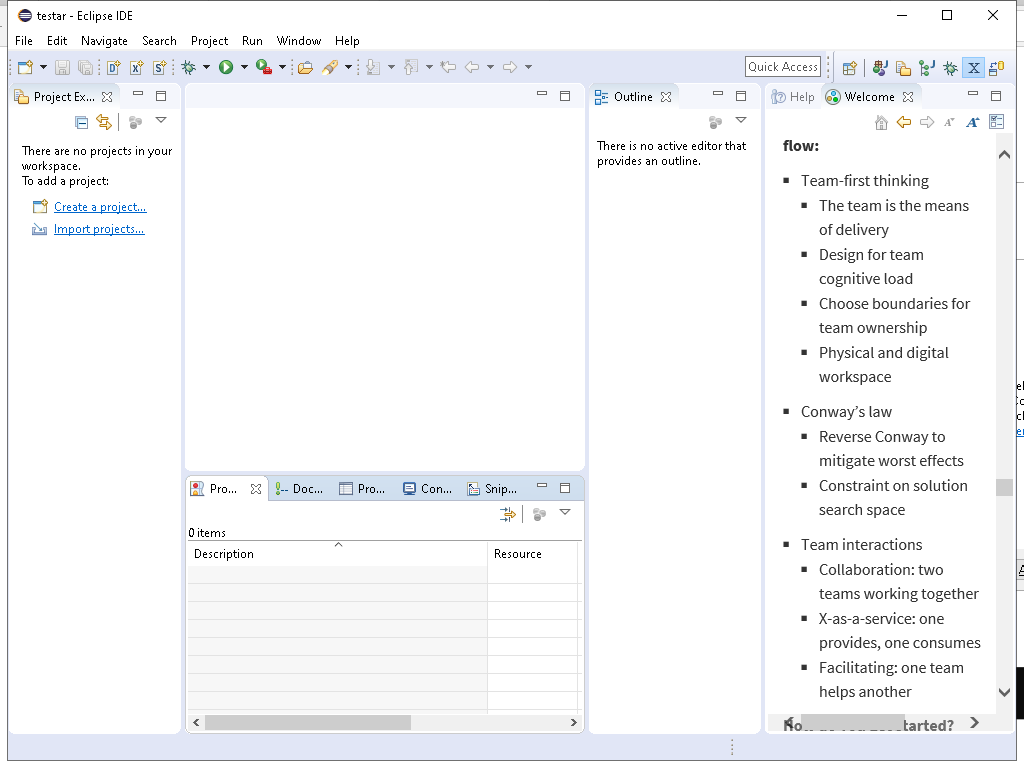 testar - Eclipse IDE
File Edit Navigate Search Project Run Window Help
Quick Access
Project Ex...
There are no projects in your
workspace.
To add a project:
Create a project...
Import projects...
Outline
There is no active editor that
provides an outline.
Help
Welcome
flow:
Team-first thinking
The team is the means
of delivery
Design for team
cognitive load
Choose boundaries for
team ownership
Physical and digital
workspace
Conway's law
Reverse Conway to
mitigate worst effects
Constraint on solution
search space
Team interactions
Collaboration: two
teams working together
X-as-a-service: one
provides, one consumes
Facilitating: one team
helps another
Pro...
Doc...
Pro...
Con...
Snip...
0 items
Description Resource